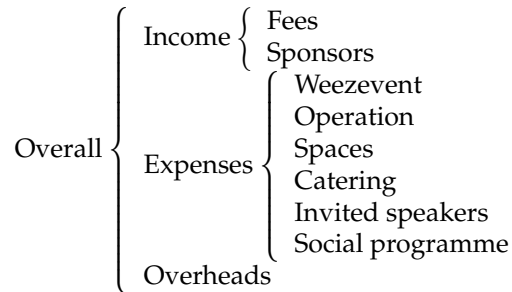 Overall
Income
Fees
Sponsors
Expenses
Weezevent
Operation
Spaces
Catering
Invited speakers
Social programme
Overheads